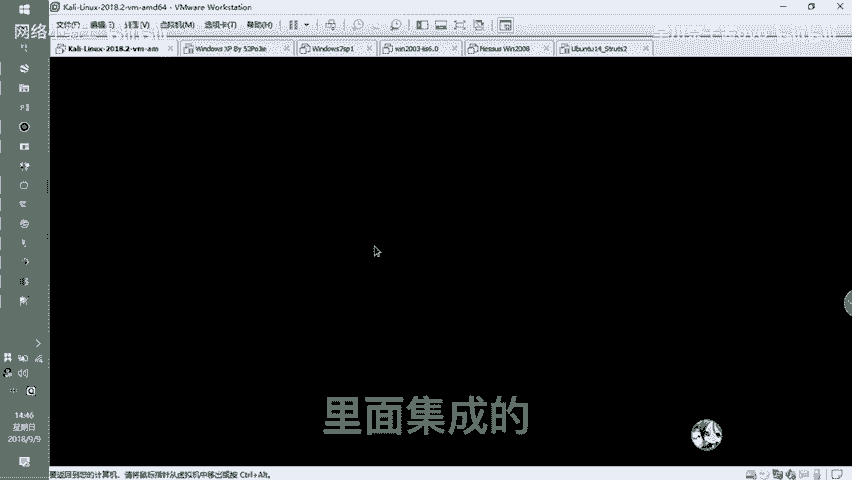 Kali-Linux-2018.2-vm-amd64 - VMware Workstation
文件(F) 编辑(E) 查看(V) 虚拟机(M) 选项卡(T) 帮助(H)
Kali-Linux-2018.2-vm-am
Windows XP By 52PoJie
Windows7sp1
win2003-iis6.0
Nessus Win2008
Ubuntu14_Struts2
里面集成的
14:46
星期日
2018/9/9
要返回到您的计算机，请将鼠标指针从虚拟机中移出或按 Ctrl+Alt。